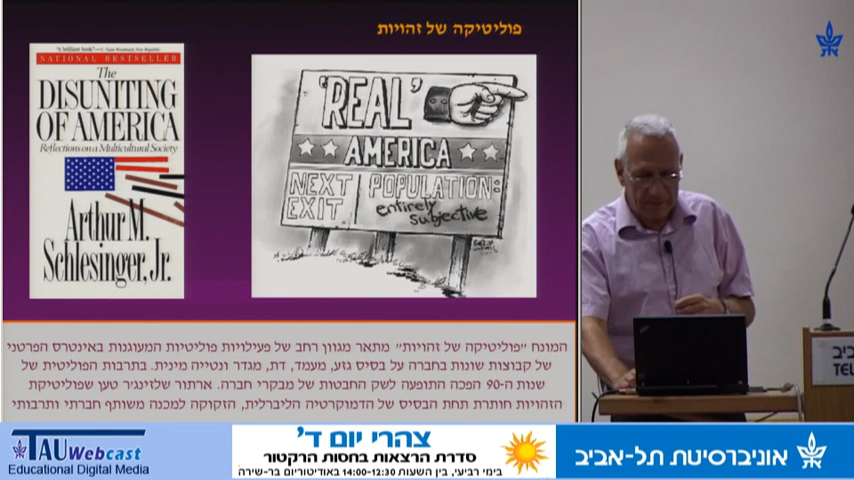 פוליטיקה של זהויות
NATIONAL BESTSELLER
The
DISUNITING
OF AMERICA
Reflections on a Multicultural Society
Arthur M.
Schlesinger, Jr.
'REAL'
AMERICA
NEXT
EXIT
POPULATION:
entirely
subjective
המונח "פוליטיקה של זהויות" מתאר מגוון רחב של פעילויות פוליטיות המעוגנות באינטרס הפרטני
של קבוצות שונות בחברה על בסיס גזע, מעמד, דת, מגדר ונטייה מינית. בתרבות הפוליטית של
שנות ה-90 הפכה התופעה לשק החבטות של מבקרי חברה. ארתור שלזינג'ר טען שפוליטיקת
הזהויות חותרת תחת הבסיס של הדמוקרטיה הליברלית, הזקוקה למכנה משותף חברתי ותרבותי
TAU Webcast
Educational Digital Media
צהרי יום ד'
סדרת הרצאות בחסות הרקטור
בימי רביעי, בין השעות 14:00-12:30 באודיטוריום בר-שירה
אוניברסיטת תל-אביב